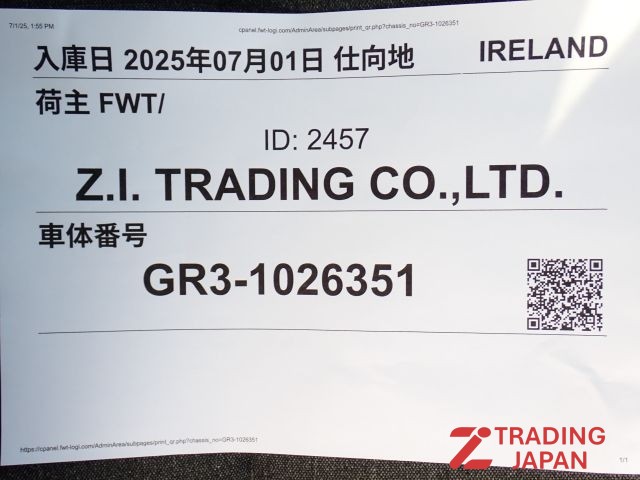 7/1/25, 1:55 PM
cpanel.fwt-logi.com/AdminArea/subpages/print_qr.php?chassis_no=GR3-1026351
入庫日 2025年07月01日 仕向地 IRELAND
荷主 FWT/
ID: 2457
Z.I. TRADING CO.,LTD.
車体番号
GR3-1026351
https://cpanel.fwt-logi.com/AdminArea/subpages/print_qr.php?chassis_no=GR3-1026351
TRADING
JAPAN
1/1